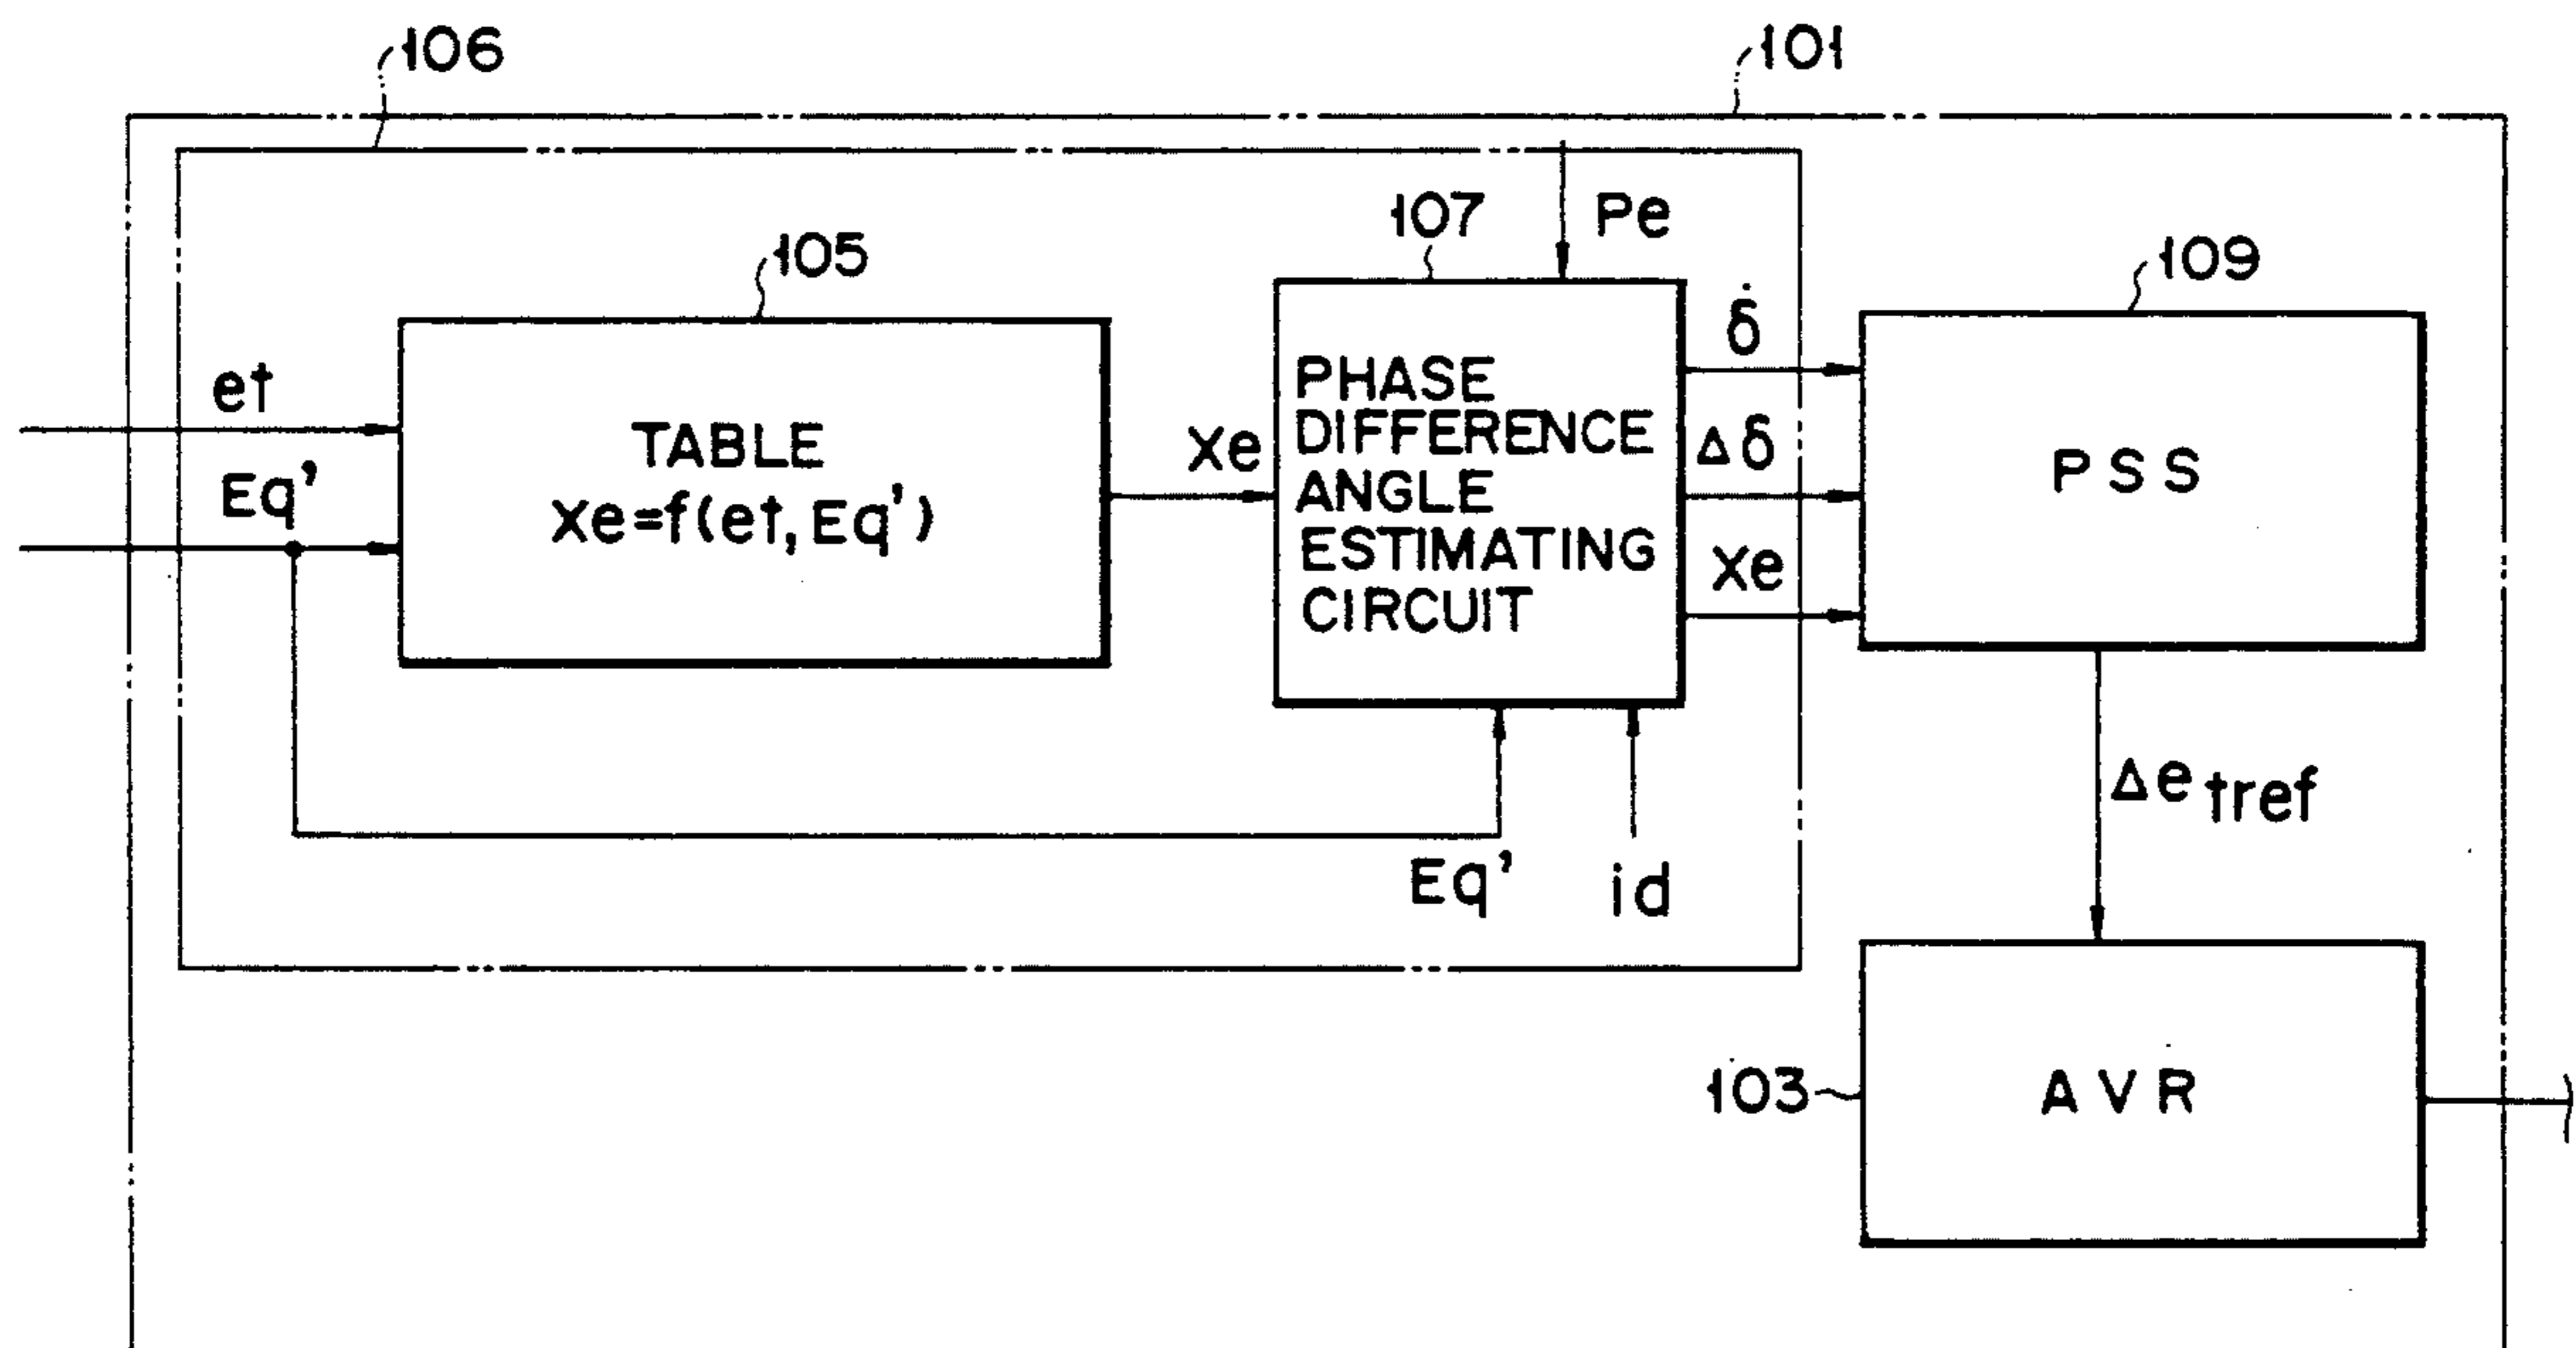 106
101
107
Pe
105
109
et
Eq'
TABLE
Xe=f(et, Eq')
Xe
PHASE
DIFFERENCE
ANGLE
ESTIMATING
CIRCUIT
δ̇
Δδ
Xe
PSS
Δe tref
Eq'
id
103
AVR